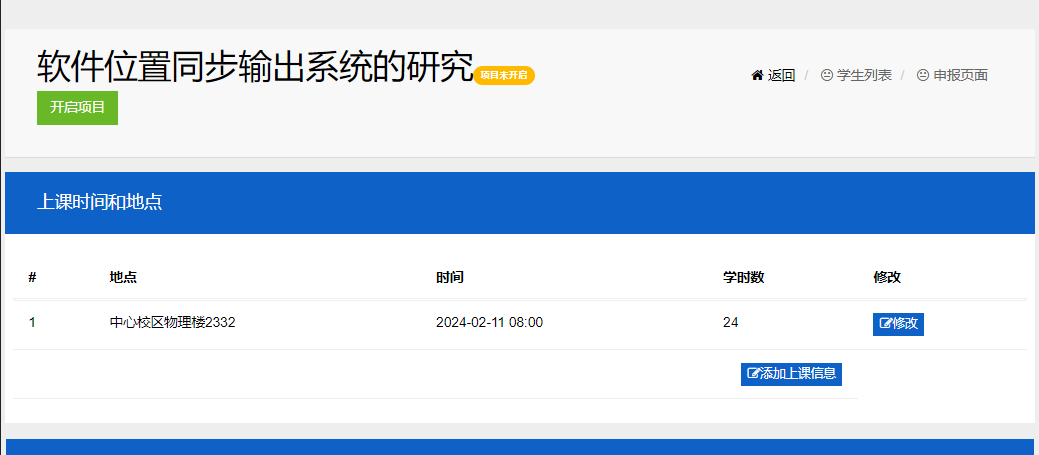 软件位置同步输出系统的研究 项目未开启
返回 / 学生列表 / 申报页面
开启项目
上课时间和地点
# 地点 时间 学时数 修改
1 中心校区物理楼2332 2024-02-11 08:00 24 修改
添加上课信息